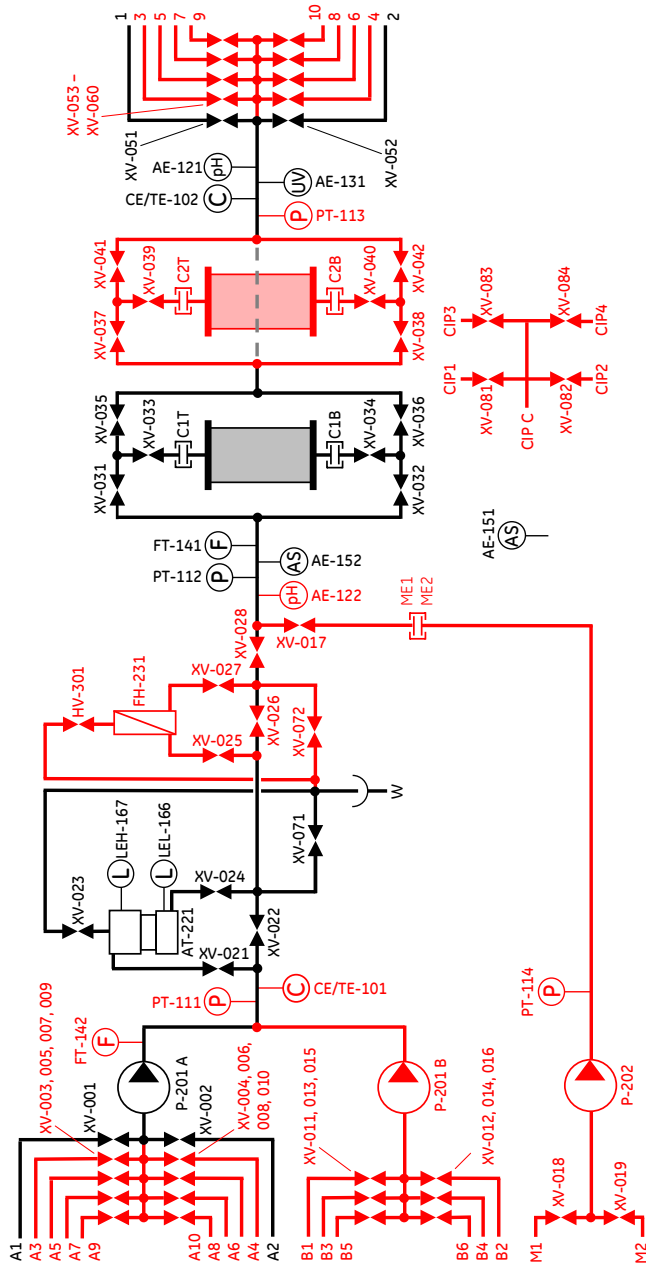 1
3
5
7
9
10
8
6
4
2
XV-053 –
XV-060
XV-051
XV-052
AE-121
pH
CE/TE-102
C
UV
AE-131
P
PT-113
XV-041
XV-039
C2T
XV-037
C2B
XV-040
XV-042
XV-038
XV-035
XV-033
C1T
XV-031
C1B
XV-034
XV-036
XV-032
CIP3
XV-083
XV-084
CIP4
CIP1
XV-081
CIP C
XV-082
CIP2
AE-151
AS
FT-141
F
PT-112
P
AS
AE-152
pH
AE-122
XV-028
XV-017
ME1
ME2
HV-301
FH-231
XV-027
XV-025
XV-026
XV-072
W
XV-071
LEH-167
L
LEL-166
L
XV-023
AT-221
XV-024
XV-021
XV-022
PT-111
P
C
CE/TE-101
FT-142
F
P-201 A
XV-003, 005, 007, 009
XV-001
XV-002
XV-004, 006,
008, 010
A1
A3
A5
A7
A9
A10
A8
A6
A4
A2
P-201 B
XV-011, 013, 015
XV-012, 014, 016
B1
B3
B5
B6
B4
B2
PT-114
P
P-202
XV-018
XV-019
M1
M2